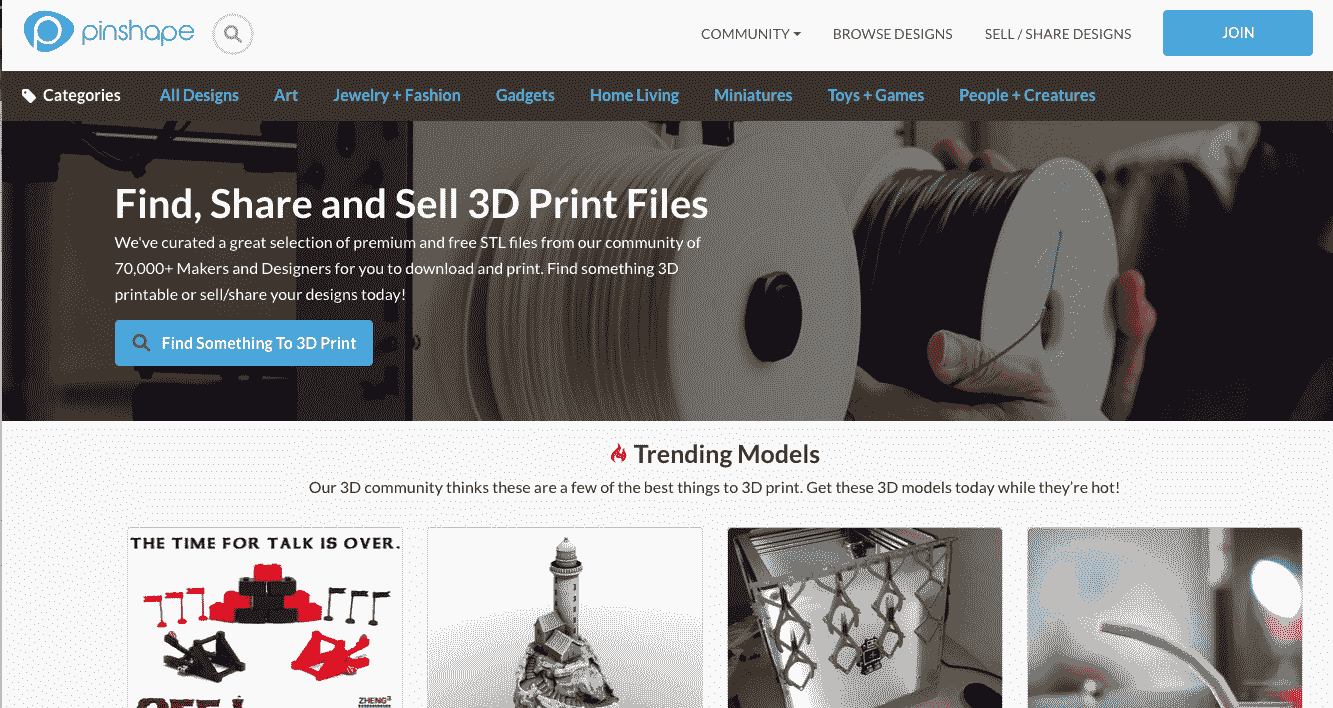 pinshape
COMMUNITY
BROWSE DESIGNS
SELL / SHARE DESIGNS
JOIN
Categories
All Designs
Art
Jewelry + Fashion
Gadgets
Home Living
Miniatures
Toys + Games
People + Creatures
Find, Share and Sell 3D Print Files
We've curated a great selection of premium and free STL files from our community of
70,000+ Makers and Designers for you to download and print. Find something 3D
printable or sell/share your designs today!
Find Something To 3D Print
Trending Models
Our 3D community thinks these are a few of the best things to 3D print. Get these 3D models today while they're hot!
THE TIME FOR TALK IS OVER.
ZHENG3